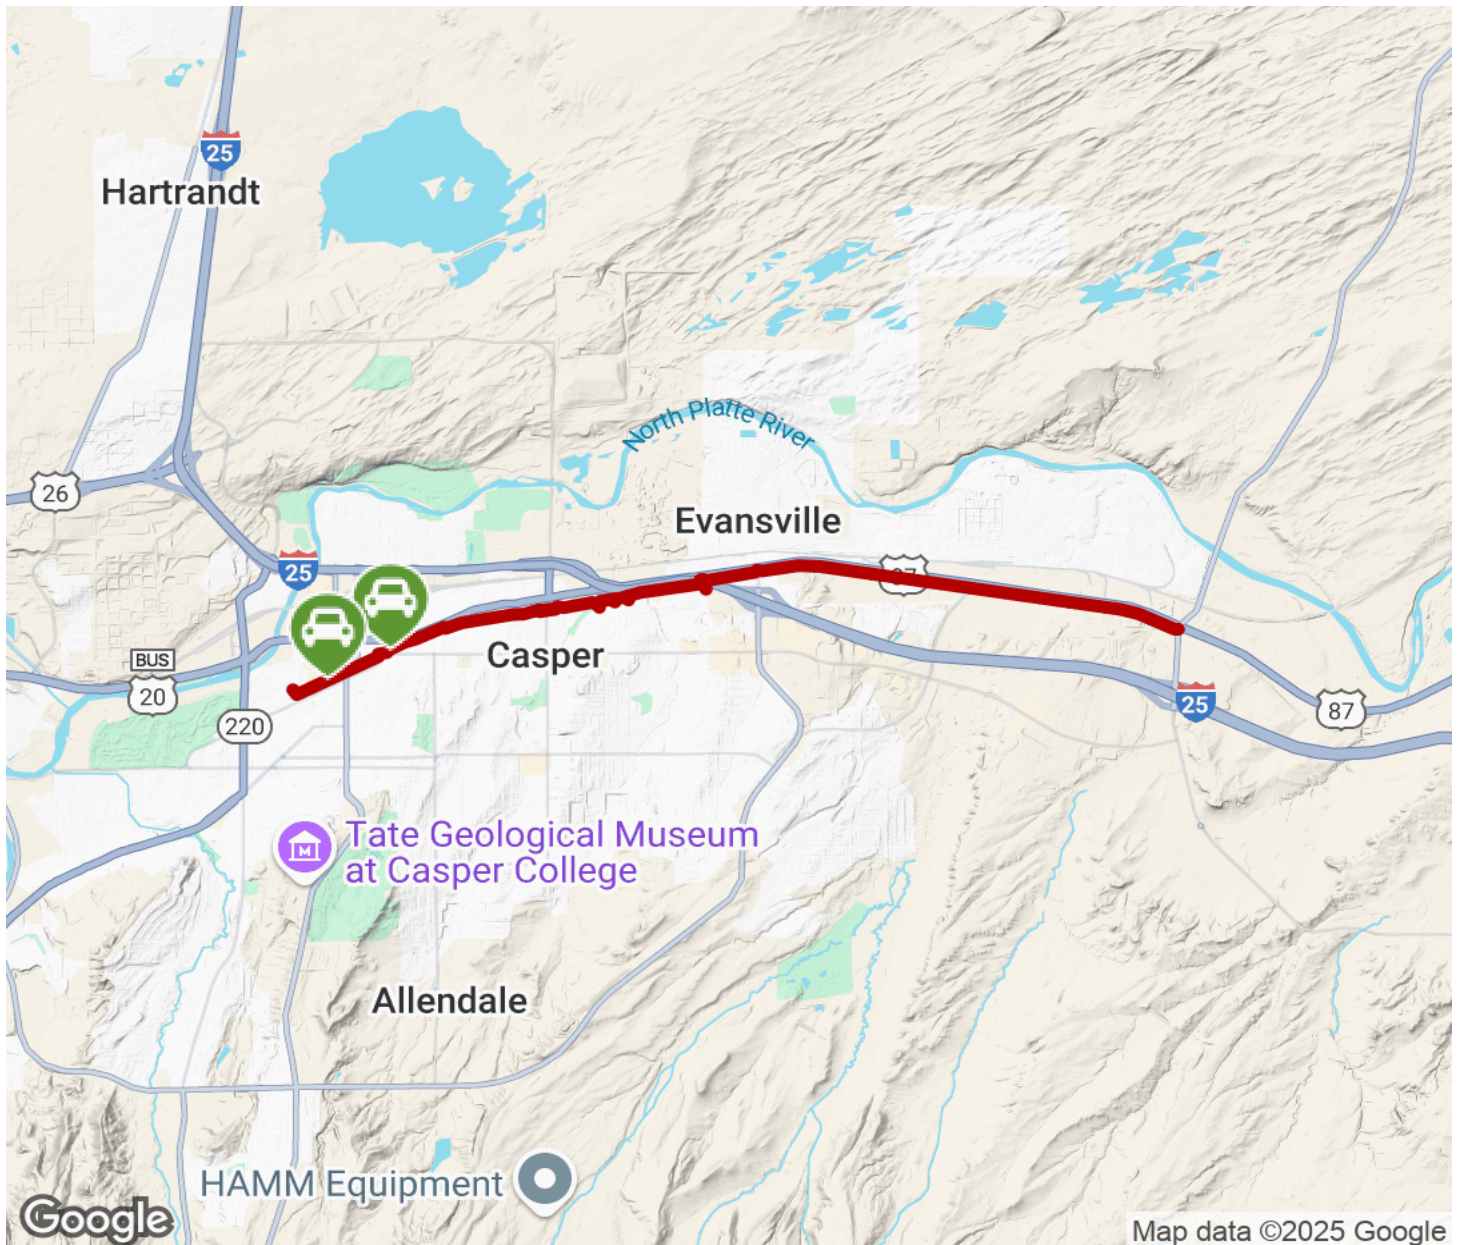 25
Hartrandt
North Platte River
26
Evansville
25
87
Casper
BUS
20
220
25
87
Tate Geological Museum
at Casper College
Allendale
HAMM Equipment
Google
Map data ©2025 Google